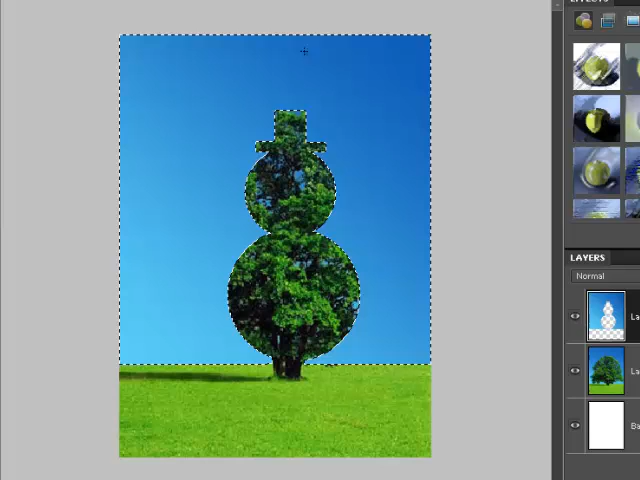 EFFECTS
LAYERS
Normal
La
La
Ba